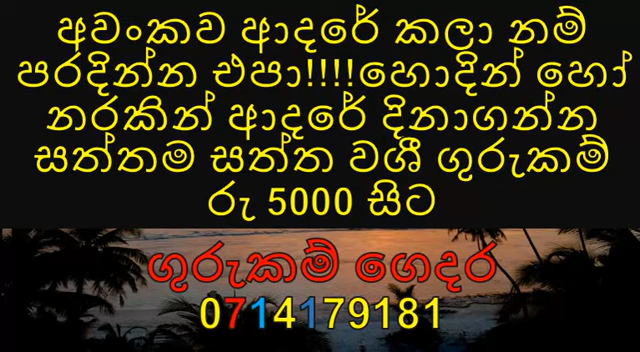 අවංකව ආදරේ කලා නම්
පරදින්න එපා!!!!හොදින් හෝ
නරකින් ආදරේ දිනාගන්න
සත්තම සත්ත වශී ගුරුකම්
රු 5000 සිට
ගුරුකම් ගෙදර
0714179181